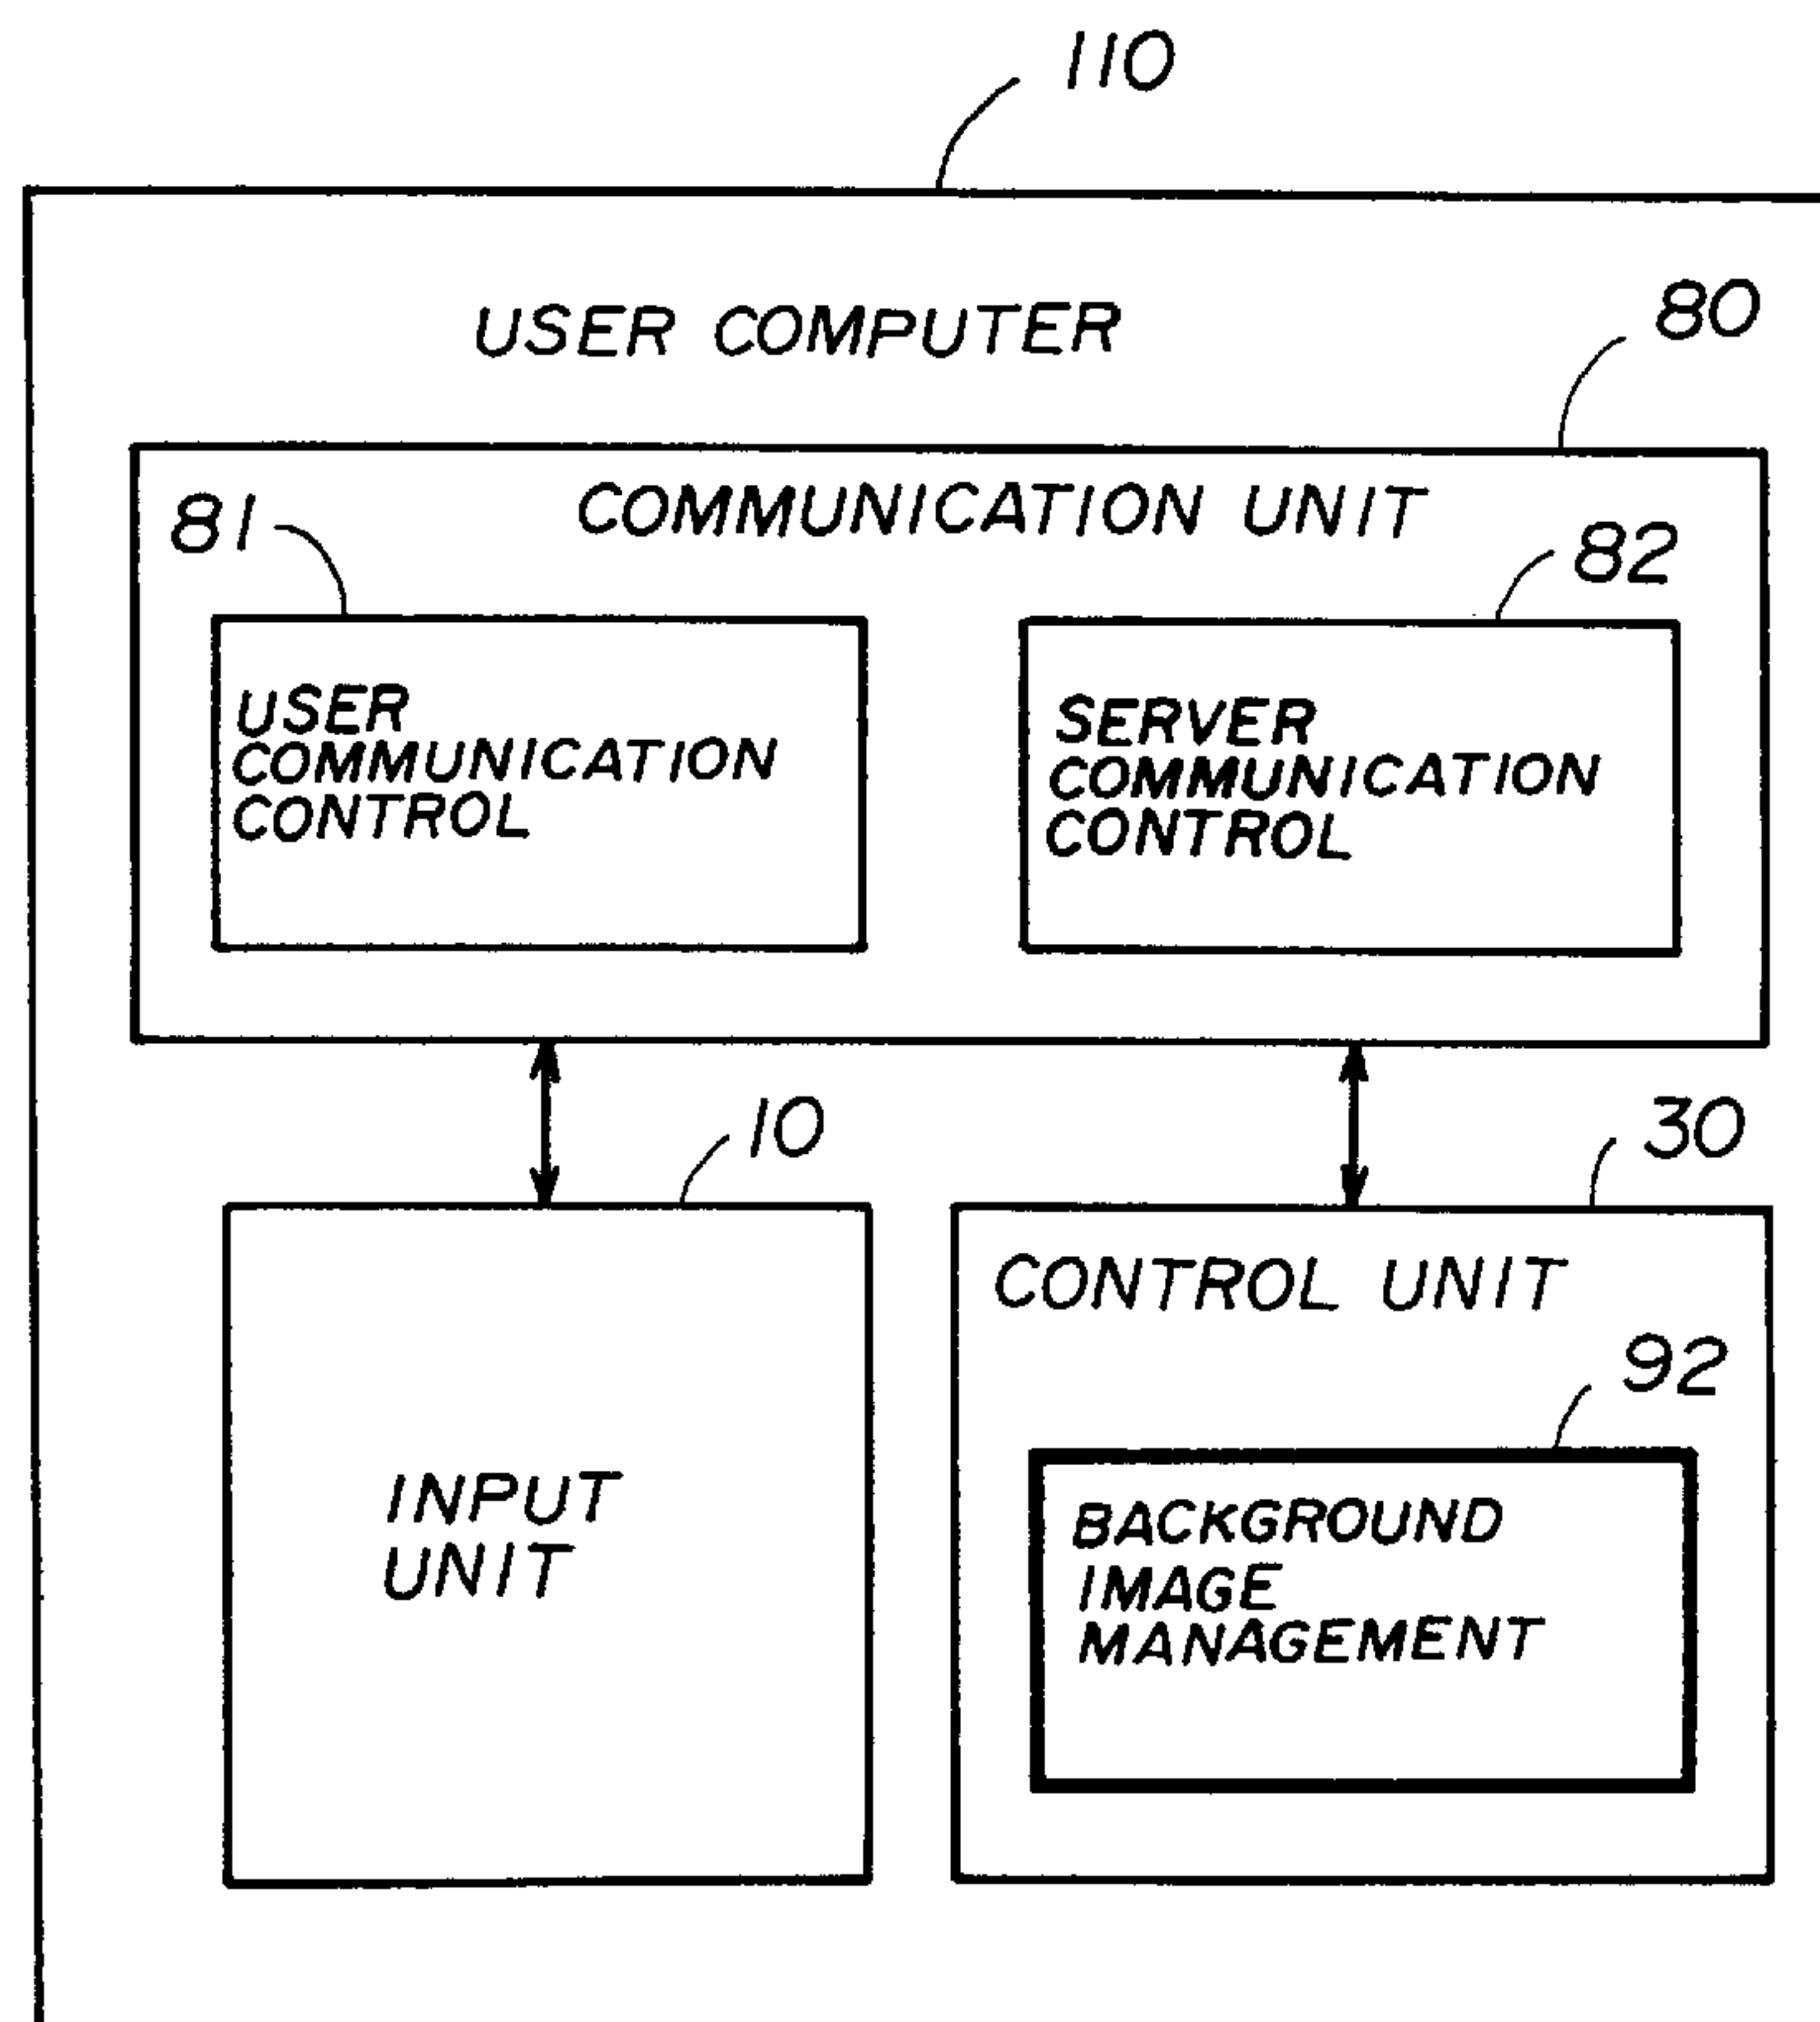 110
USER COMPUTER
80
COMMUNICATION UNIT
81
82
USER
COMMUNICATION
CONTROL
SERVER
COMMUNICATION
CONTROL
10
30
INPUT
UNIT
CONTROL UNIT
92
BACKGROUND
IMAGE
MANAGEMENT